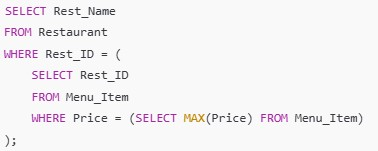 SELECT Rest_Name
FROM Restaurant
WHERE Rest_ID = (
    SELECT Rest_ID
    FROM Menu_Item
    WHERE Price = (SELECT MAX(Price) FROM Menu_Item)
);